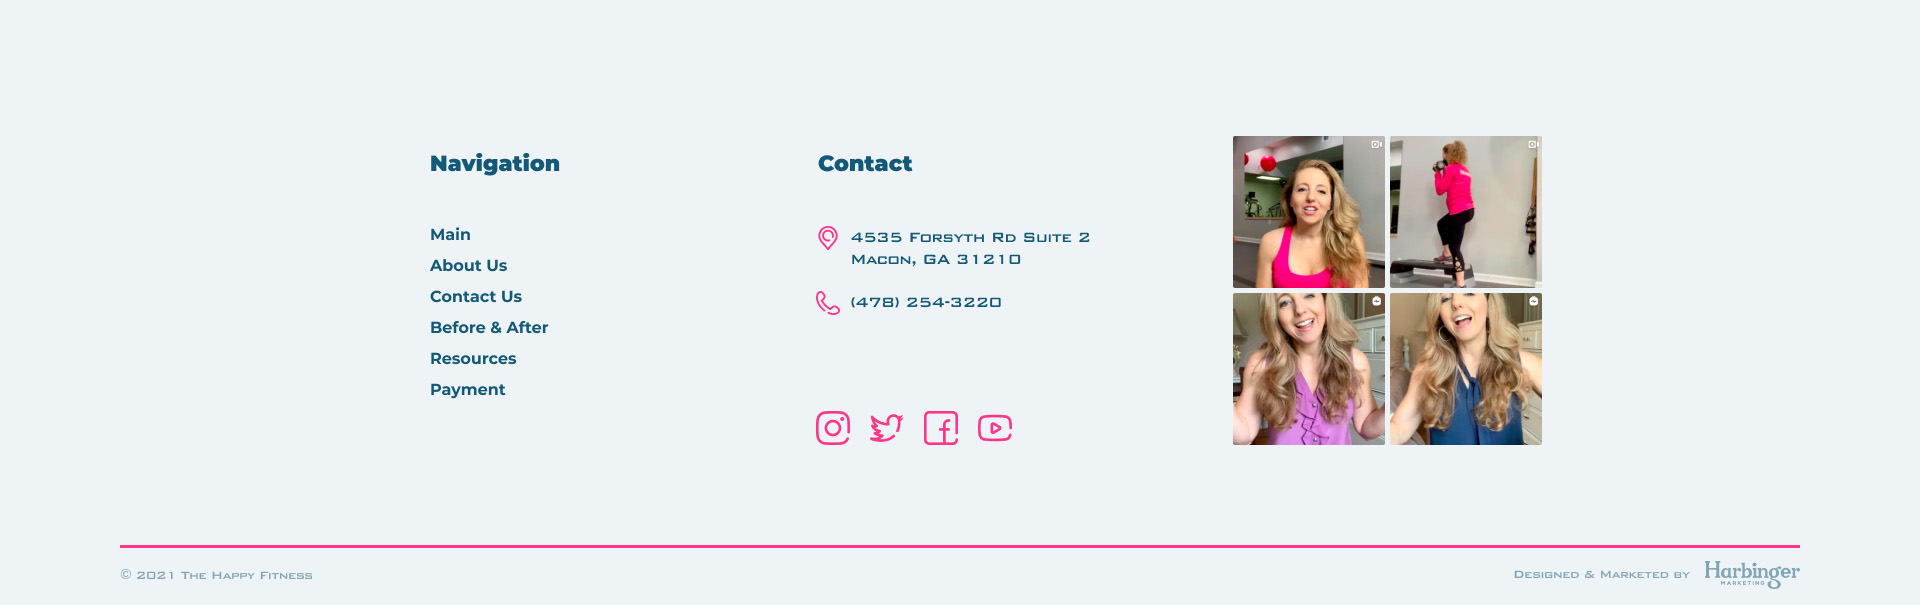 Navigation
Main
About Us
Contact Us
Before & After
Resources
Payment
Contact
4535 Forsyth Rd Suite 2
Macon, GA 31210
(478) 254-3220
© 2021 The Happy Fitness
Designed & Marketed by
Harbinger
MARKETING